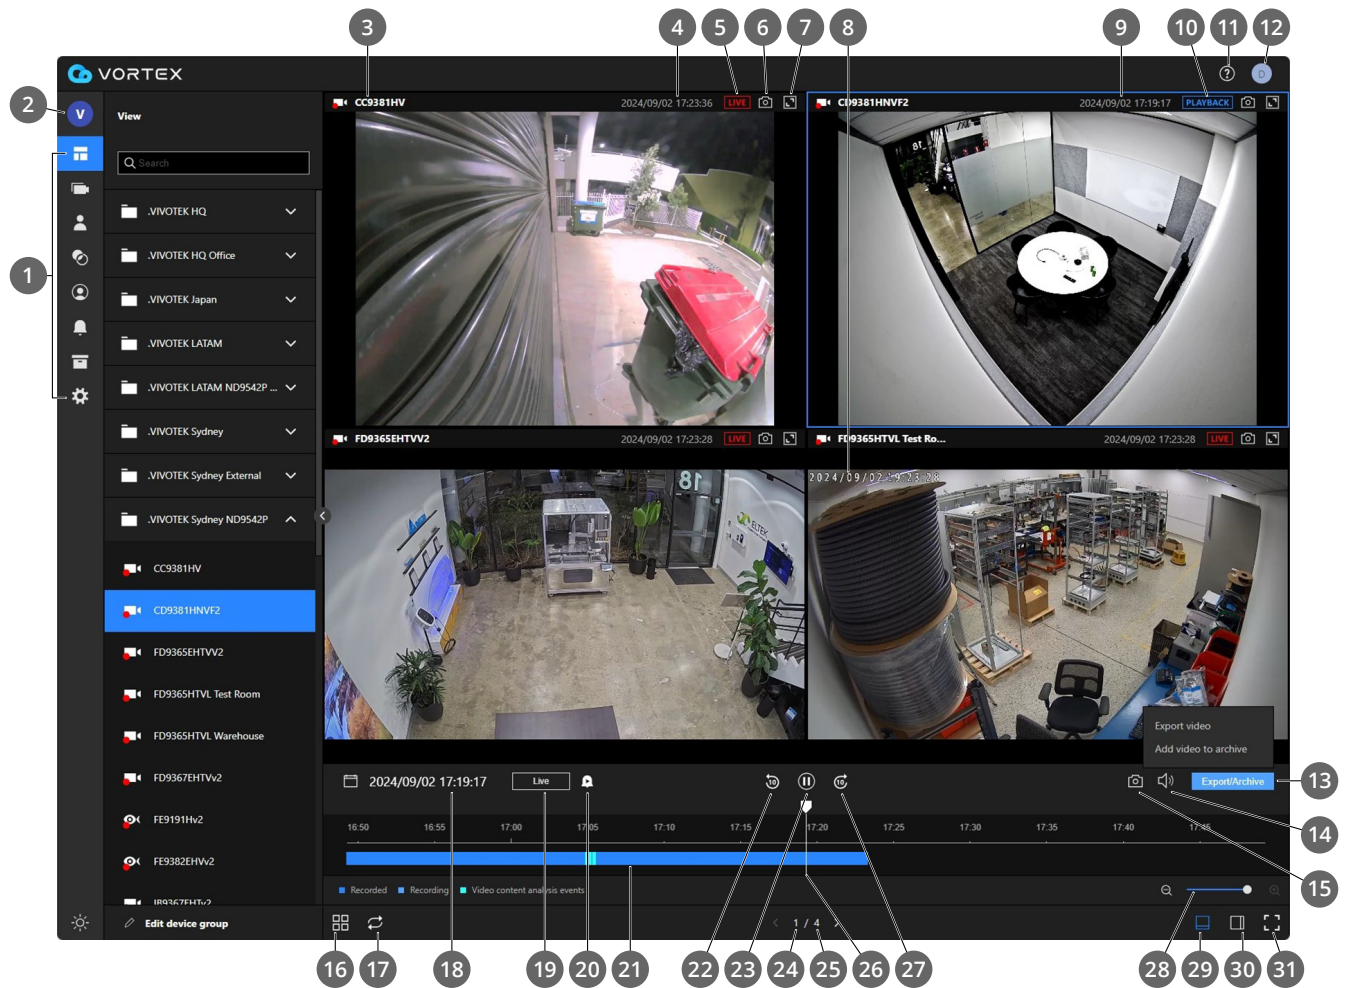 3 4 5 6 7 8 9 10 11 12
VORTEX
?
D
2
V
View
CC9381HV 2024/09/02 17:23:36 LIVE
CD9381HNVF2 2024/09/02 17:19:17 PLAYBACK
Search
1
.VIVOTEK HQ
.VIVOTEK HQ Office
.VIVOTEK Japan
.VIVOTEK LATAM
.VIVOTEK LATAM ND9542P ...
.VIVOTEK Sydney
.VIVOTEK Sydney External
.VIVOTEK Sydney ND9542P
CC9381HV
CD9381HNVF2
FD9365EHTVV2
FD9365HTVL Test Room
FD9365HTVL Warehouse
FD9367EHTVv2
FE9191Hv2
FE9382EHVv2
IB9367EHTv2
Edit device group
18
FD9365EHTVV2 2024/09/02 17:23:28 LIVE
FD9365HTVL Test Ro... 2024/09/02 17:23:28 LIVE
18
ELTEK
2024/09/02 17:23:28
Export video
Add video to archive
2024/09/02 17:19:17 Live
10
10
Export/Archive
13
14
15
16:50 16:55 17:00 17:05 17:10 17:15 17:20 17:25 17:30 17:35 17:40 17:45
Recorded Recording Video content analysis events
1 / 4
16 17 18 19 20 21 22 23 24 25 26 27 28 29 30 31